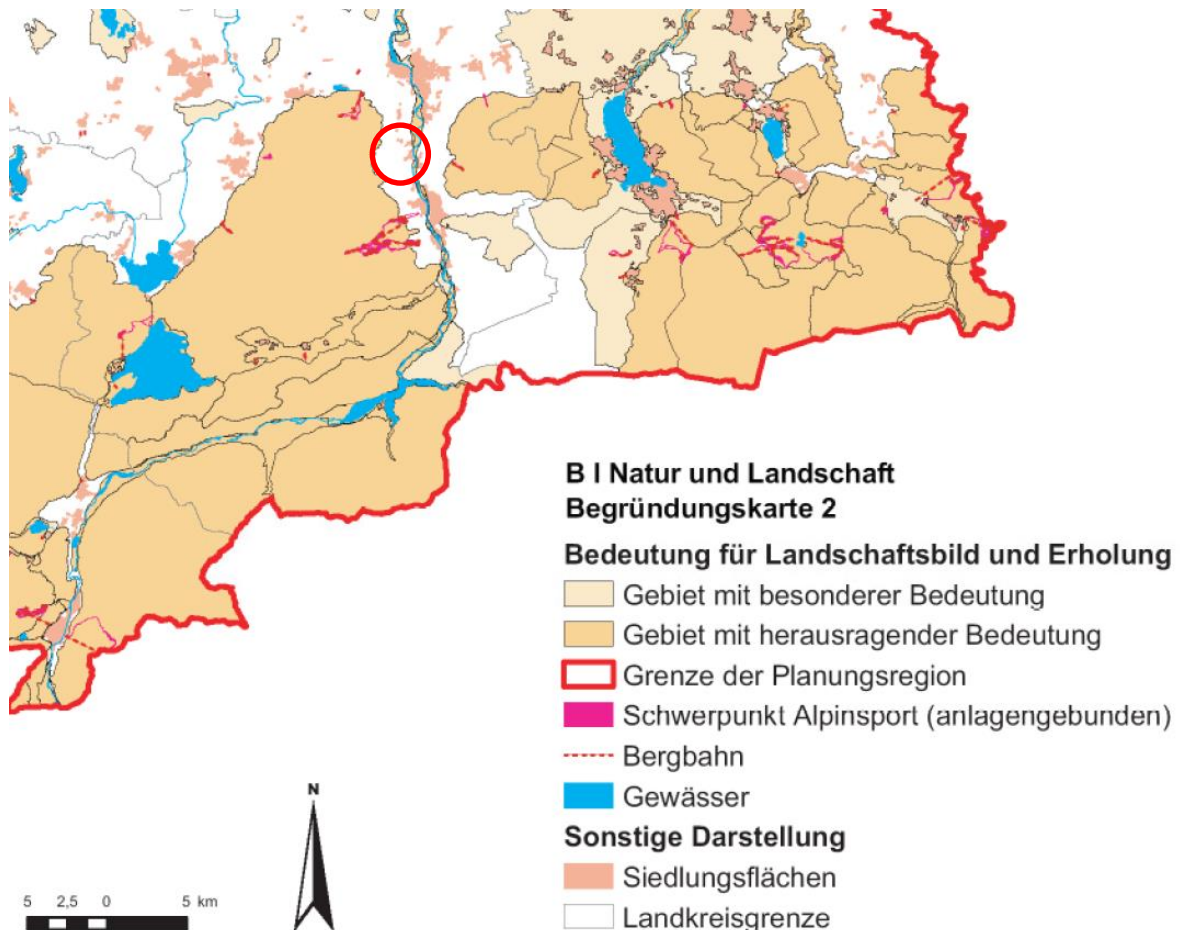 B I Natur und Landschaft
Begründungskarte 2
Bedeutung für Landschaftsbild und Erholung
Gebiet mit besonderer Bedeutung
Gebiet mit herausragender Bedeutung
Grenze der Planungsregion
Schwerpunkt Alpinsport (anlagengebunden)
Bergbahn
Gewässer
Sonstige Darstellung
Siedlungsflächen
Landkreisgrenze
N
5 2,5 0 5 km